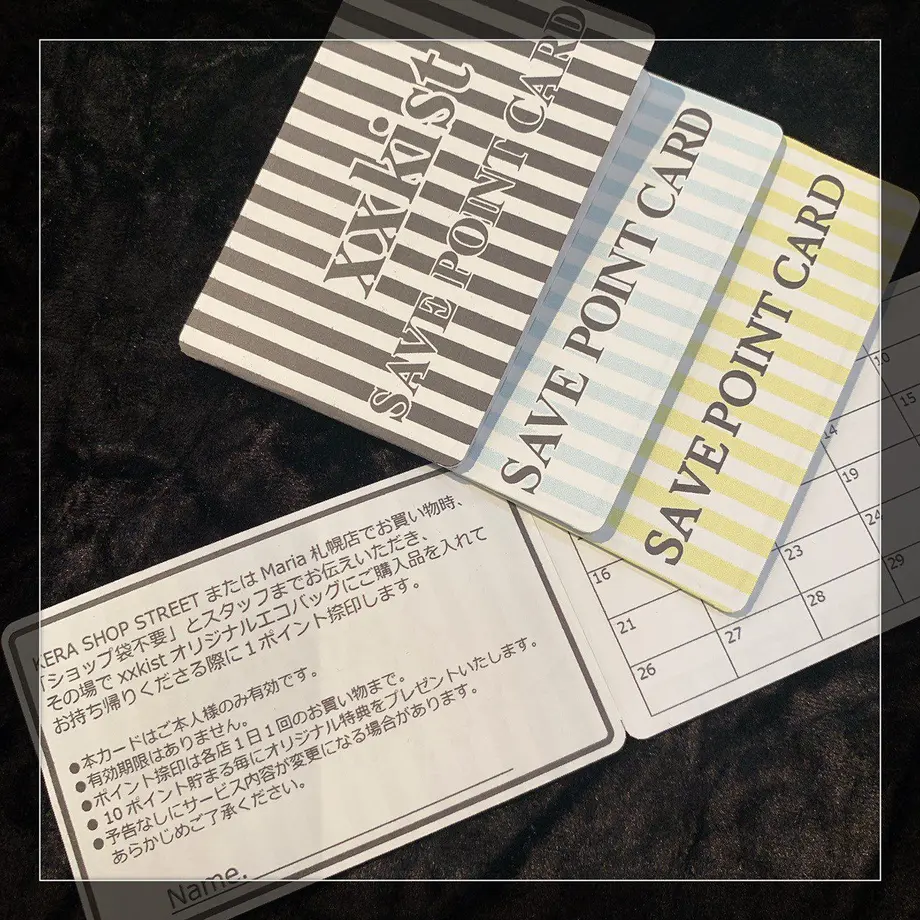 xxkist
SAVE POINT CARD
SAVE POINT CARD
SAVE POINT CARD
KERA SHOP STREET または Maria 札幌店でお買い物時、
「ショップ袋不要」とスタッフまでお伝えいただき、
その場で xxkist オリジナルエコバッグにご購入品を入れて
お持ち帰りくださる際に1ポイント捺印します。
●本カードはご本人様のみ有効です。
●有効期限はありません。
●ポイント捺印は各店1日1回のお買い物まで。
●10ポイント貯まる毎にオリジナル特典をプレゼントいたします。
●予告なしにサービス内容が変更になる場合があります。
あらかじめご了承ください。
Name.
10
14
15
16
19
21
23
24
26
27
28
29